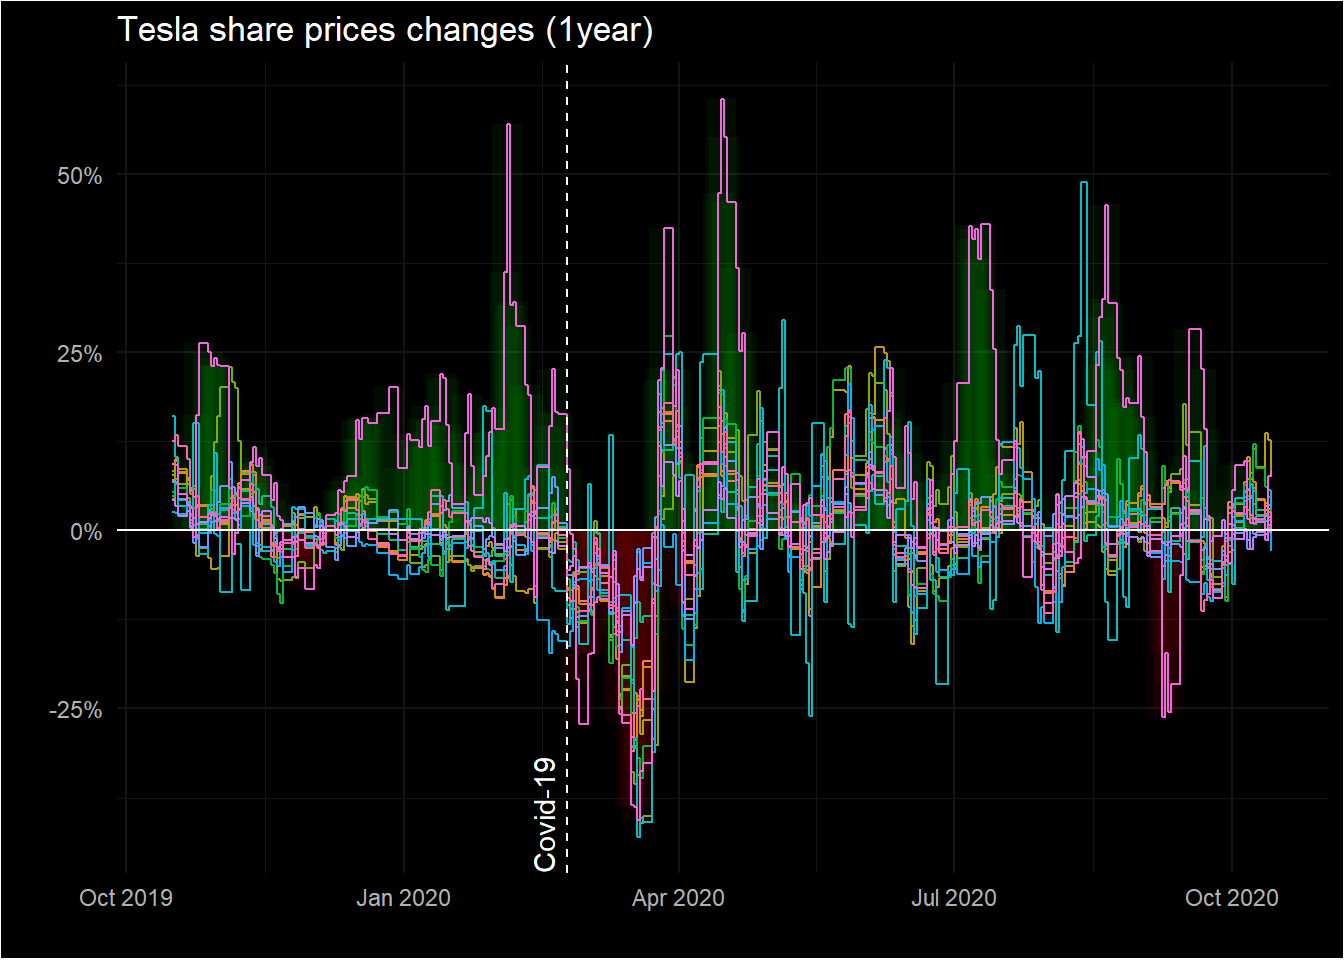 Tesla share prices changes (1year)
50%
25%
0%
-25%
Covid-19
Oct 2019
Jan 2020
Apr 2020
Jul 2020
Oct 2020